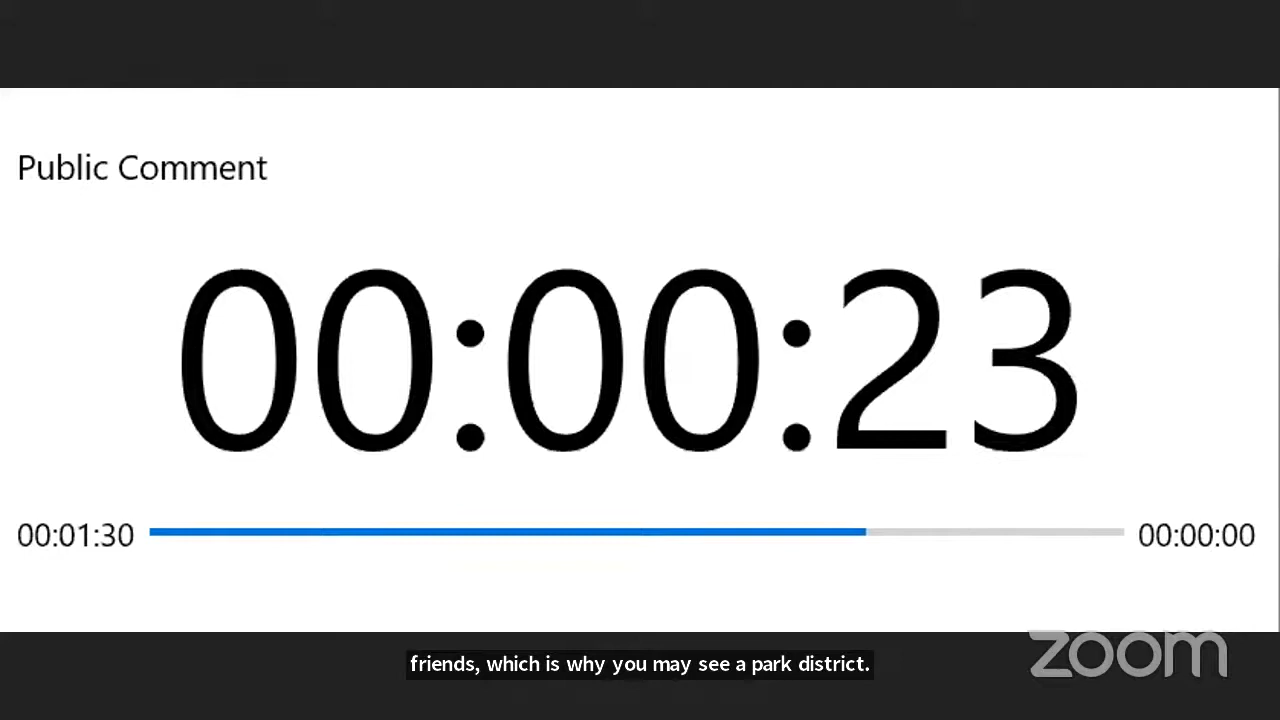 Public Comment
00:00:23
00:01:30
00:00:00
friends, which is why you may see a park district.
zoom